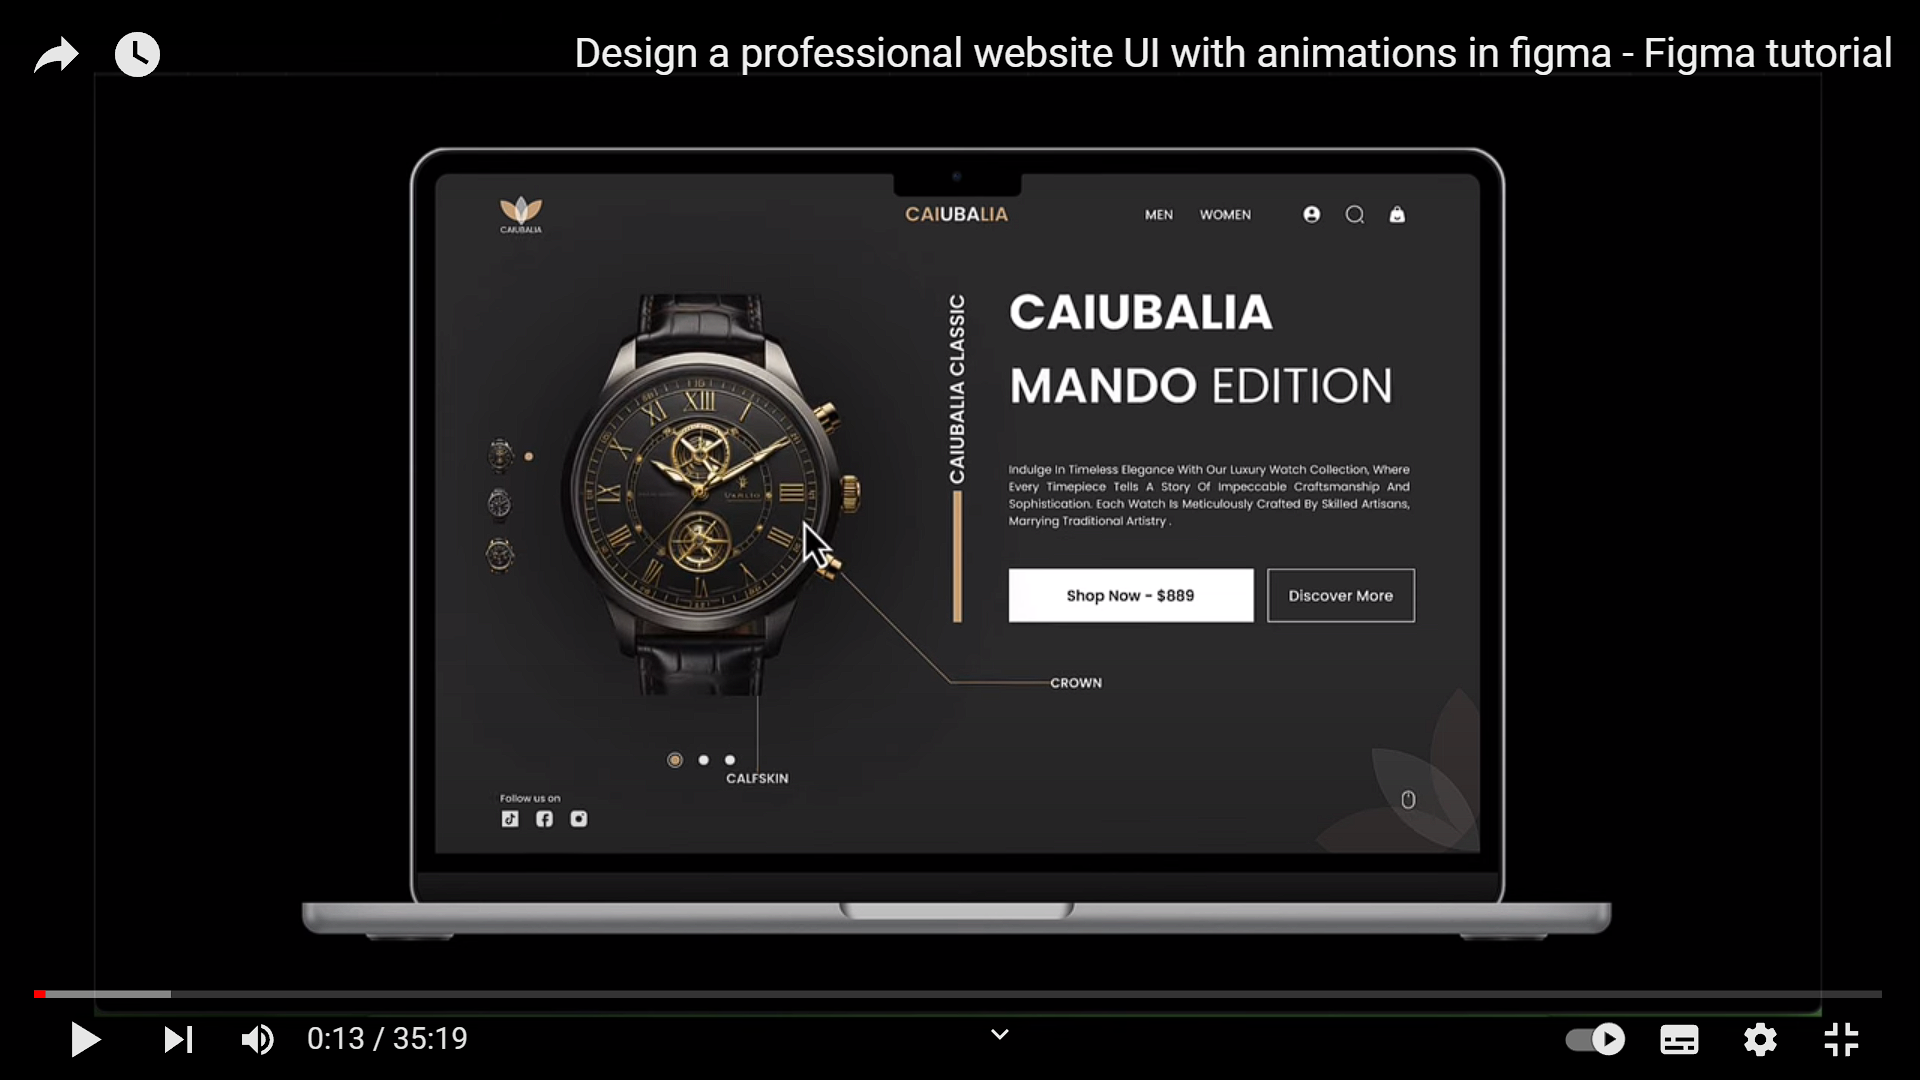 Design a professional website UI with animations in figma - Figma tutorial
CAIUBALIA
CAIUBALIA
MEN
WOMEN
CAIUBALIA CLASSIC
CAIUBALIA
MANDO EDITION
Indulge In Timeless Elegance With Our Luxury Watch Collection, Where
Every Timepiece Tells A Story Of Impeccable Craftsmanship And
Sophistication. Each Watch Is Meticulously Crafted By Skilled Artisans,
Marrying Traditional Artistry .
Shop Now - $889
Discover More
CROWN
CALFSKIN
Follow us on
0:13 / 35:19